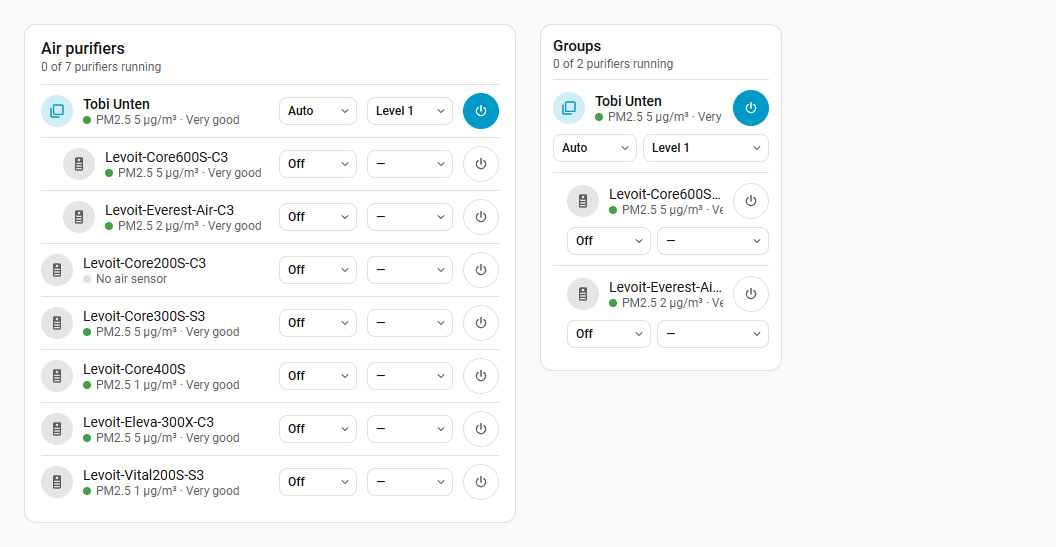 Air purifiers
0 of 7 purifiers running
Tobi Unten
PM2.5 5 µg/m³ · Very good
Auto
Level 1
Levoit-Core600S-C3
PM2.5 5 µg/m³ · Very good
Off
–
Levoit-Everest-Air-C3
PM2.5 2 µg/m³ · Very good
Off
–
Levoit-Core200S-C3
No air sensor
Off
–
Levoit-Core300S-S3
PM2.5 5 µg/m³ · Very good
Off
–
Levoit-Core400S
PM2.5 1 µg/m³ · Very good
Off
–
Levoit-Eleva-300X-C3
PM2.5 5 µg/m³ · Very good
Off
–
Levoit-Vital200S-S3
PM2.5 1 µg/m³ · Very good
Off
–
Groups
0 of 2 purifiers running
Tobi Unten
PM2.5 5 µg/m³ · Very
Auto
Level 1
Levoit-Core600S...
PM2.5 5 µg/m³ · Ve
Off
–
Levoit-Everest-Ai...
PM2.5 2 µg/m³ · Ve
Off
–